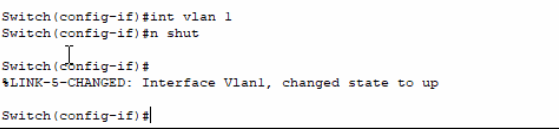 Switch(config-if)#int vlan 1
Switch(config-if)#n shut
Switch(config-if)#
%LINK-5-CHANGED: Interface Vlan1, changed state to up
Switch(config-if)#